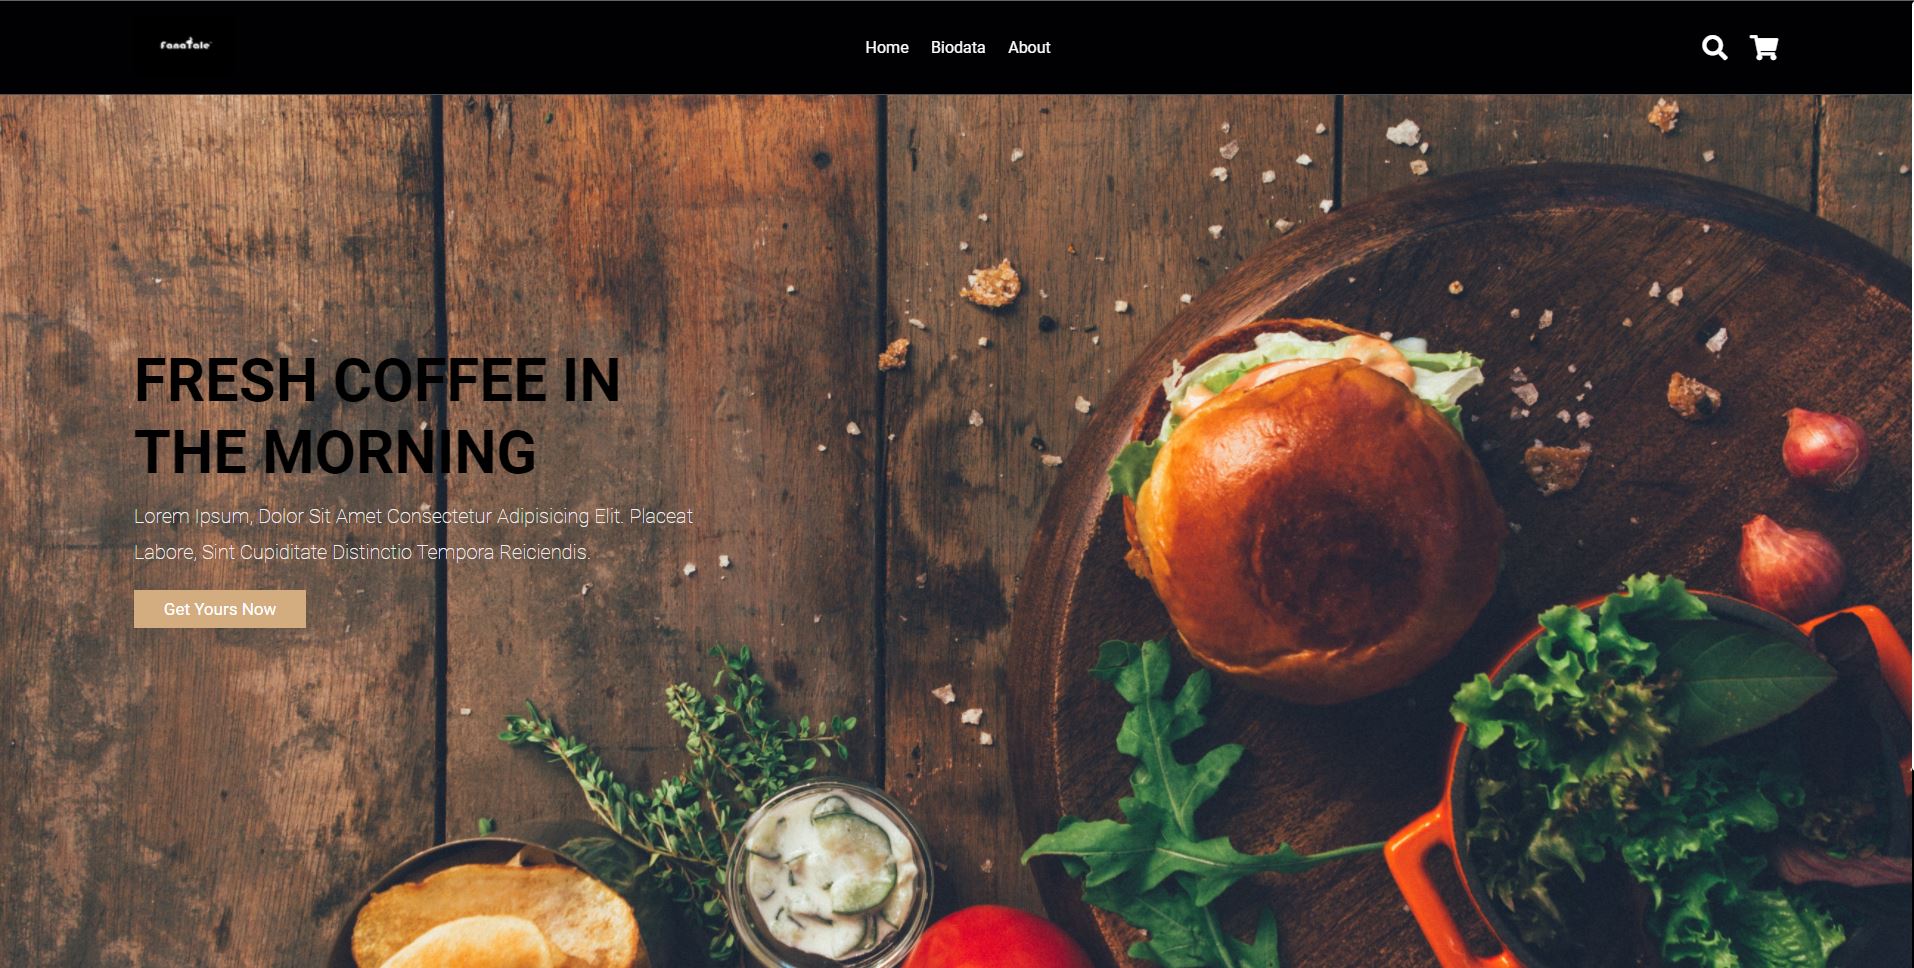 FanaTale
Home Biodata About
FRESH COFFEE IN
THE MORNING
Lorem Ipsum, Dolor Sit Amet Consectetur Adipisicing Elit. Placeat
Labore, Sint Cupiditate Distinctio Tempora Reiciendis.
Get Yours Now